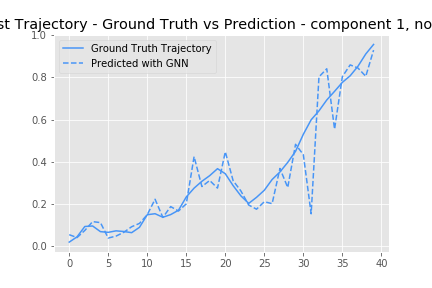 st Trajectory - Ground Truth vs Prediction - component 1, no
1.0
Ground Truth Trajectory
Predicted with GNN
0.8
0.6
0.4
0.2
0.0
0 5 10 15 20 25 30 35 40